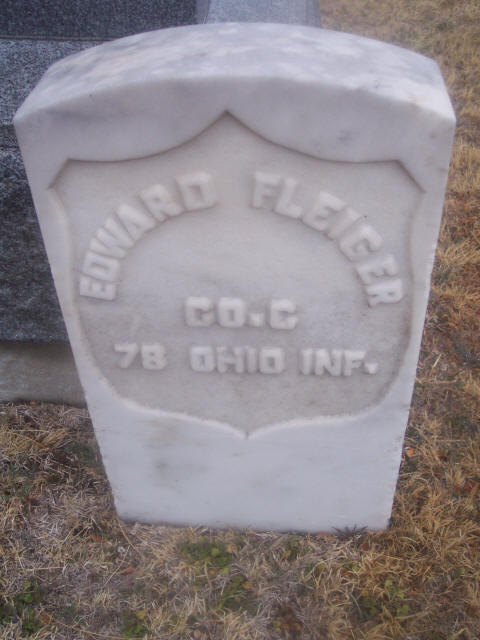 EDWARD FLEIGER
CO. C
78 OHIO INF.